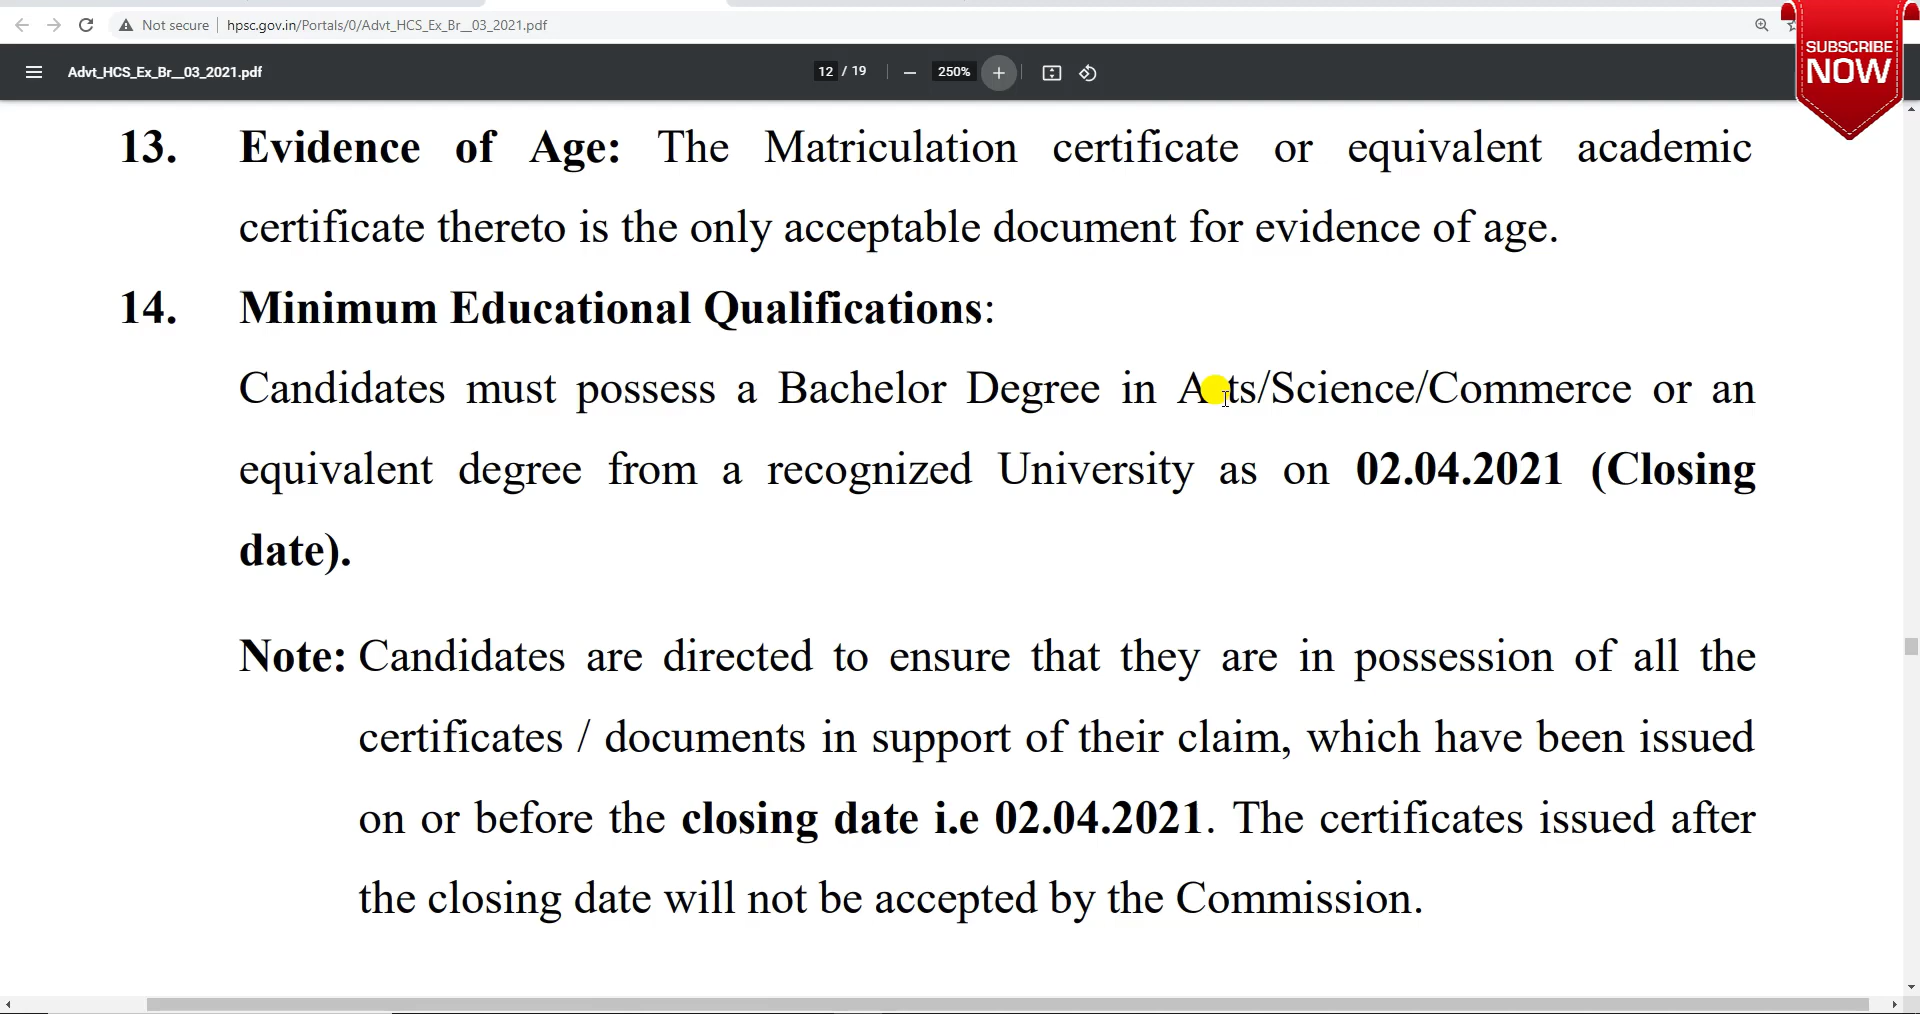 Not secure hpsc.gov.in/Portals/0/Advt_HCS_Ex_Br__03_2021.pdf
SUBSCRIBE
NOW
Advt_HCS_Ex_Br__03_2021.pdf 12 / 19 250%
13. Evidence of Age: The Matriculation certificate or equivalent academic
certificate thereto is the only acceptable document for evidence of age.
14. Minimum Educational Qualifications:
Candidates must possess a Bachelor Degree in Arts/Science/Commerce or an
equivalent degree from a recognized University as on 02.04.2021 (Closing
date).
Note: Candidates are directed to ensure that they are in possession of all the
certificates / documents in support of their claim, which have been issued
on or before the closing date i.e 02.04.2021. The certificates issued after
the closing date will not be accepted by the Commission.